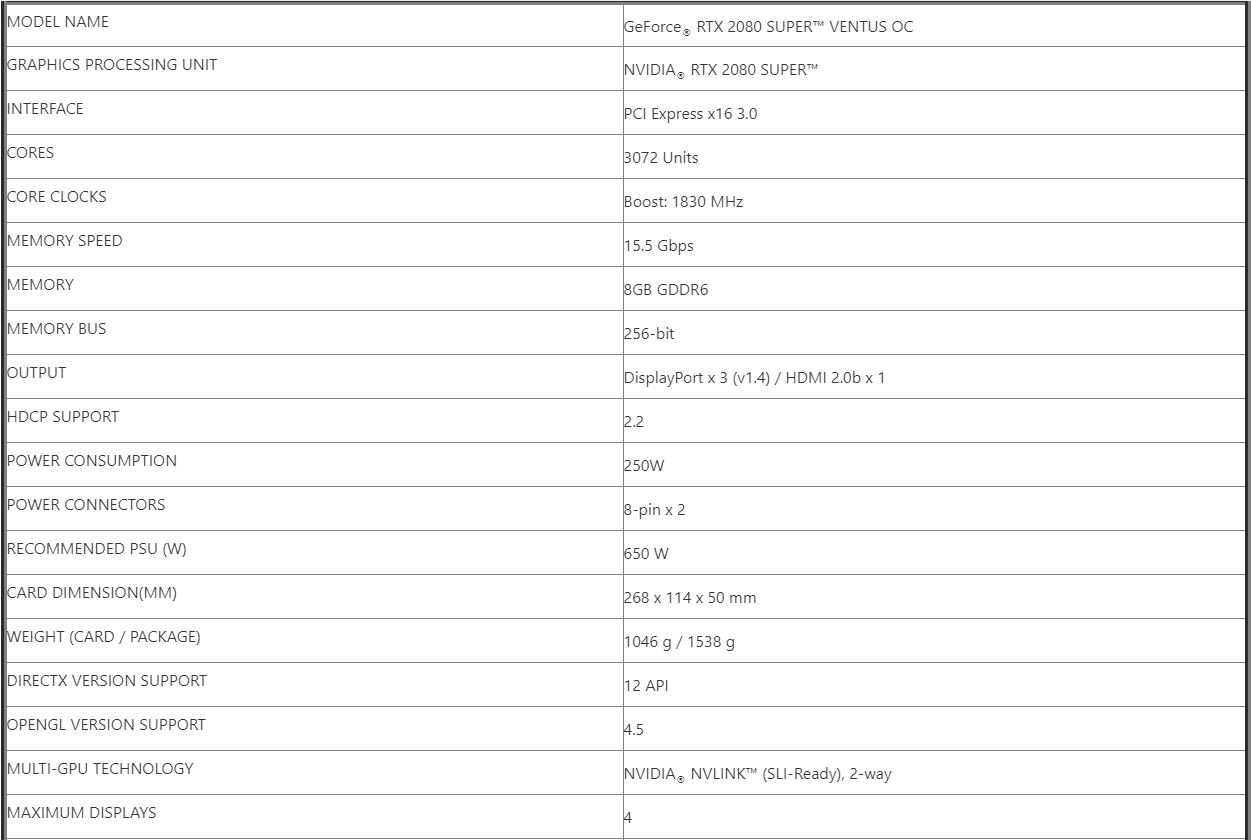 MODEL NAME
GeForce® RTX 2080 SUPER™ VENTUS OC
GRAPHICS PROCESSING UNIT
NVIDIA® RTX 2080 SUPER™
INTERFACE
PCI Express x16 3.0
CORES
3072 Units
CORE CLOCKS
Boost: 1830 MHz
MEMORY SPEED
15.5 Gbps
MEMORY
8GB GDDR6
MEMORY BUS
256-bit
OUTPUT
DisplayPort x 3 (v1.4) / HDMI 2.0b x 1
HDCP SUPPORT
2.2
POWER CONSUMPTION
250W
POWER CONNECTORS
8-pin x 2
RECOMMENDED PSU (W)
650 W
CARD DIMENSION(MM)
268 x 114 x 50 mm
WEIGHT (CARD / PACKAGE)
1046 g / 1538 g
DIRECTX VERSION SUPPORT
12 API
OPENGL VERSION SUPPORT
4.5
MULTI-GPU TECHNOLOGY
NVIDIA® NVLINK™ (SLI-Ready), 2-way
MAXIMUM DISPLAYS
4